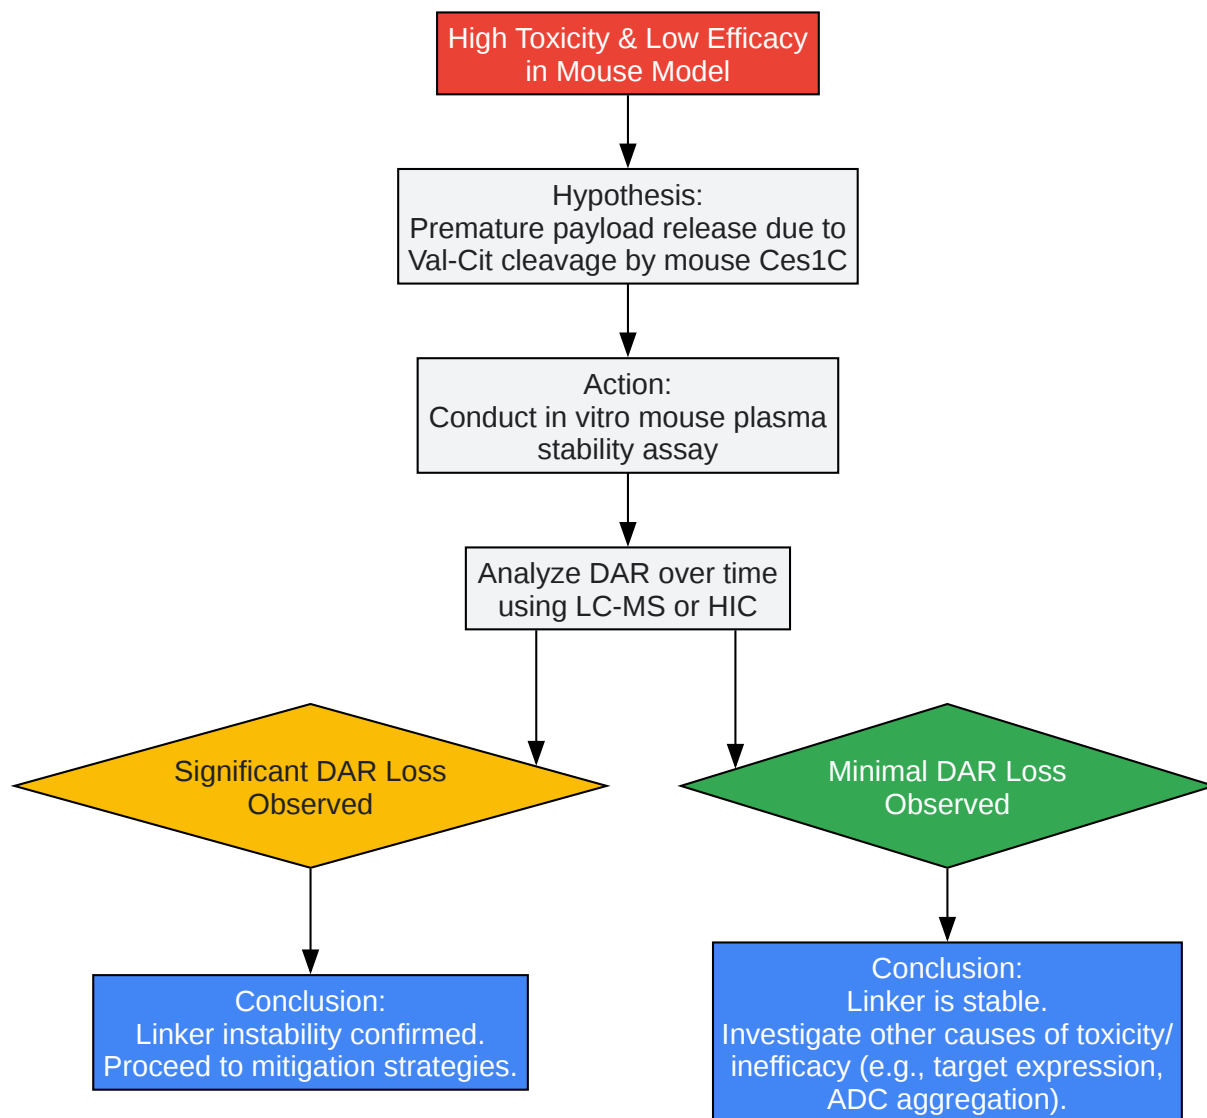 High Toxicity & Low Efficacy
in Mouse Model
Hypothesis:
Premature payload release due to
Val-Cit cleavage by mouse Ces1C
Action:
Conduct in vitro mouse plasma
stability assay
Analyze DAR over time
using LC-MS or HIC
Significant DAR Loss
Observed
Minimal DAR Loss
Observed
Conclusion:
Linker instability confirmed.
Proceed to mitigation strategies.
Conclusion:
Linker is stable.
Investigate other causes of toxicity/
inefficacy (e.g., target expression,
ADC aggregation).